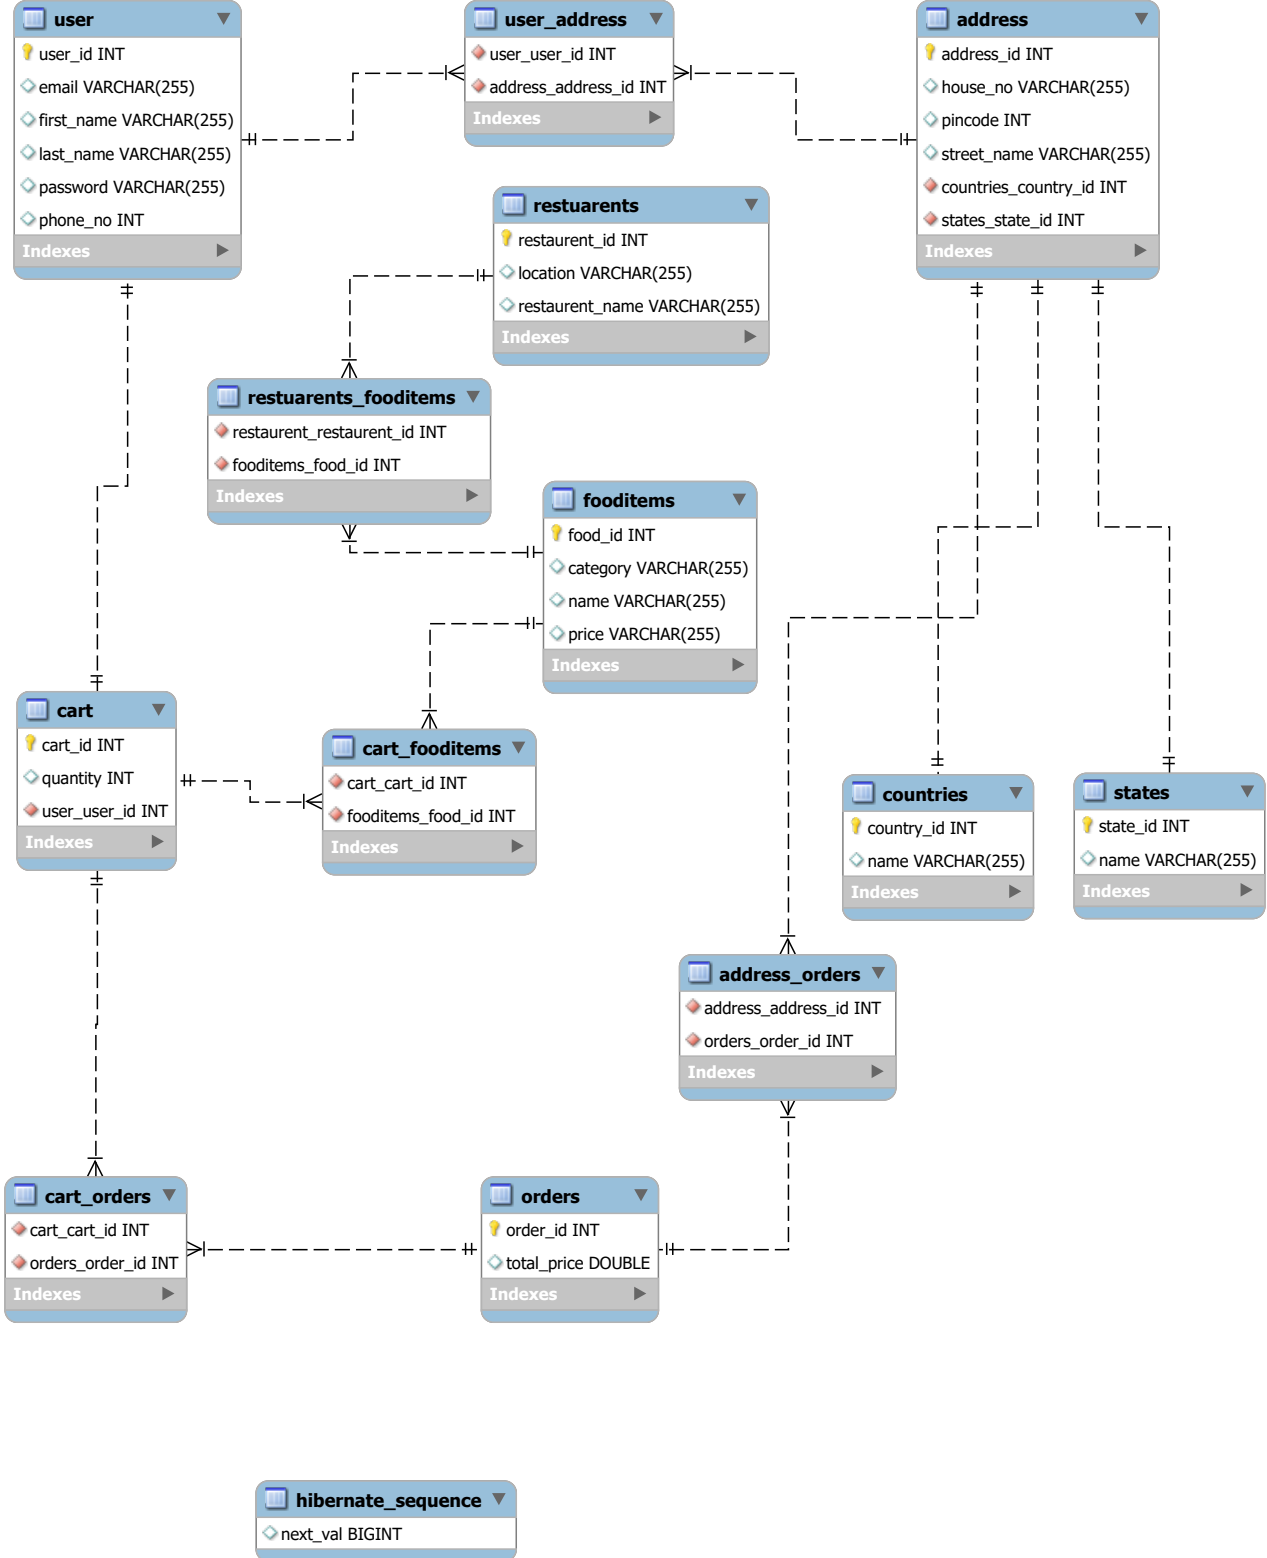 user
user_id INT
email VARCHAR(255)
first_name VARCHAR(255)
last_name VARCHAR(255)
password VARCHAR(255)
phone_no INT
Indexes
user_address
user_user_id INT
address_address_id INT
Indexes
address
address_id INT
house_no VARCHAR(255)
pincode INT
street_name VARCHAR(255)
countries_country_id INT
states_state_id INT
Indexes
restuarents
restaurent_id INT
location VARCHAR(255)
restaurent_name VARCHAR(255)
Indexes
restuarents_fooditems
restaurent_restaurent_id INT
fooditems_food_id INT
Indexes
fooditems
food_id INT
category VARCHAR(255)
name VARCHAR(255)
price VARCHAR(255)
Indexes
cart
cart_id INT
quantity INT
user_user_id INT
Indexes
cart_fooditems
cart_cart_id INT
fooditems_food_id INT
Indexes
countries
country_id INT
name VARCHAR(255)
Indexes
states
state_id INT
name VARCHAR(255)
Indexes
address_orders
address_address_id INT
orders_order_id INT
Indexes
cart_orders
cart_cart_id INT
orders_order_id INT
Indexes
orders
order_id INT
total_price DOUBLE
Indexes
hibernate_sequence
next_val BIGINT